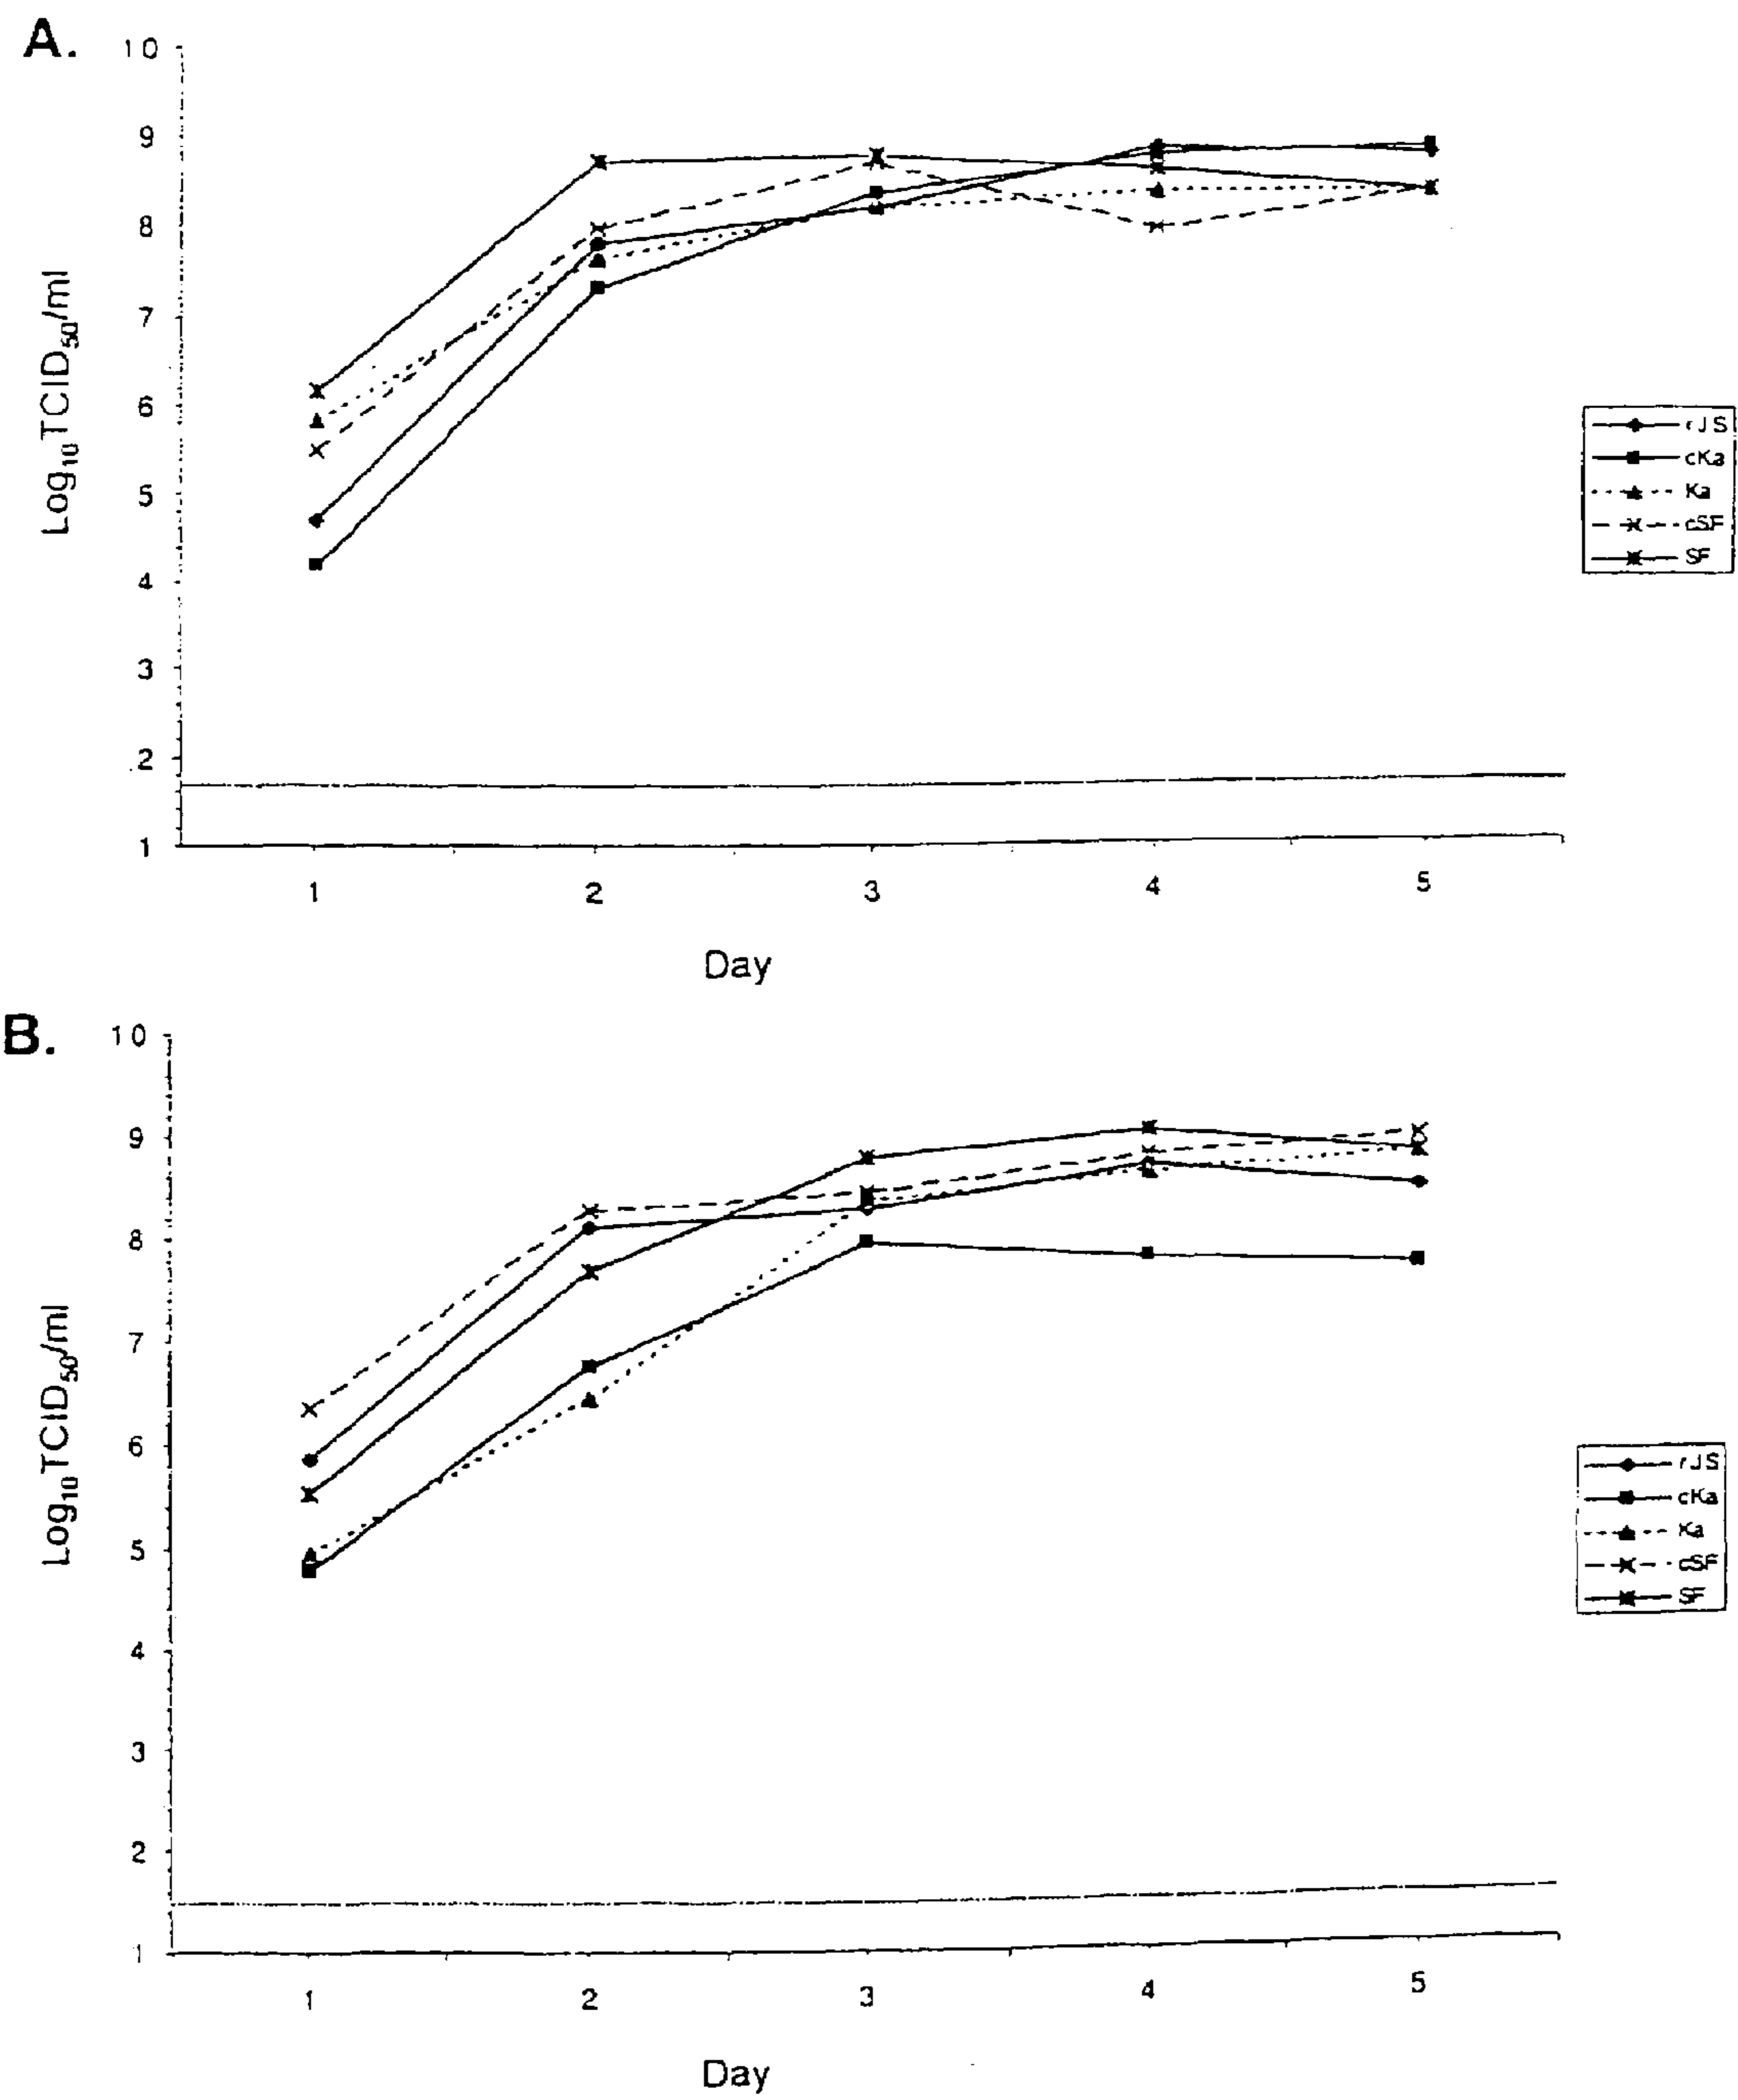 A.
10
9
8
7
6
5
4
3
2
1
Log10TCID50/ml
1 2 3 4 5
Day
rJS
cKa
Ka
cSF
SF
B.
10
9
8
7
6
5
4
3
2
1
Log10TCID50/ml
1 2 3 4 5
Day
rJS
cKa
Ka
cSF
SF